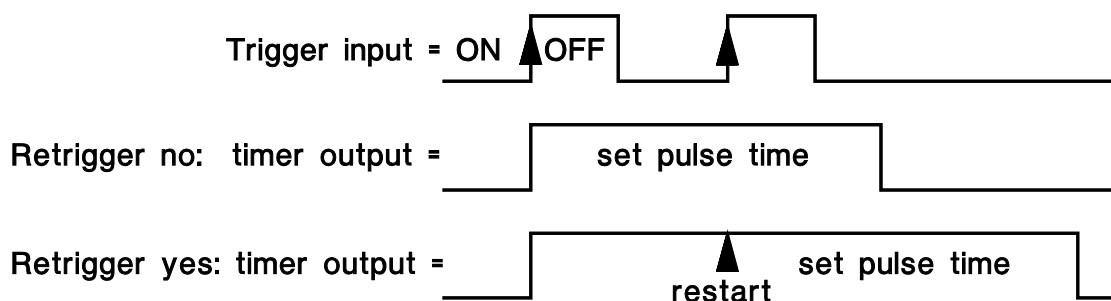 Trigger input = ON OFF
Retrigger no: timer output = set pulse time
Retrigger yes: timer output = set pulse time
restart